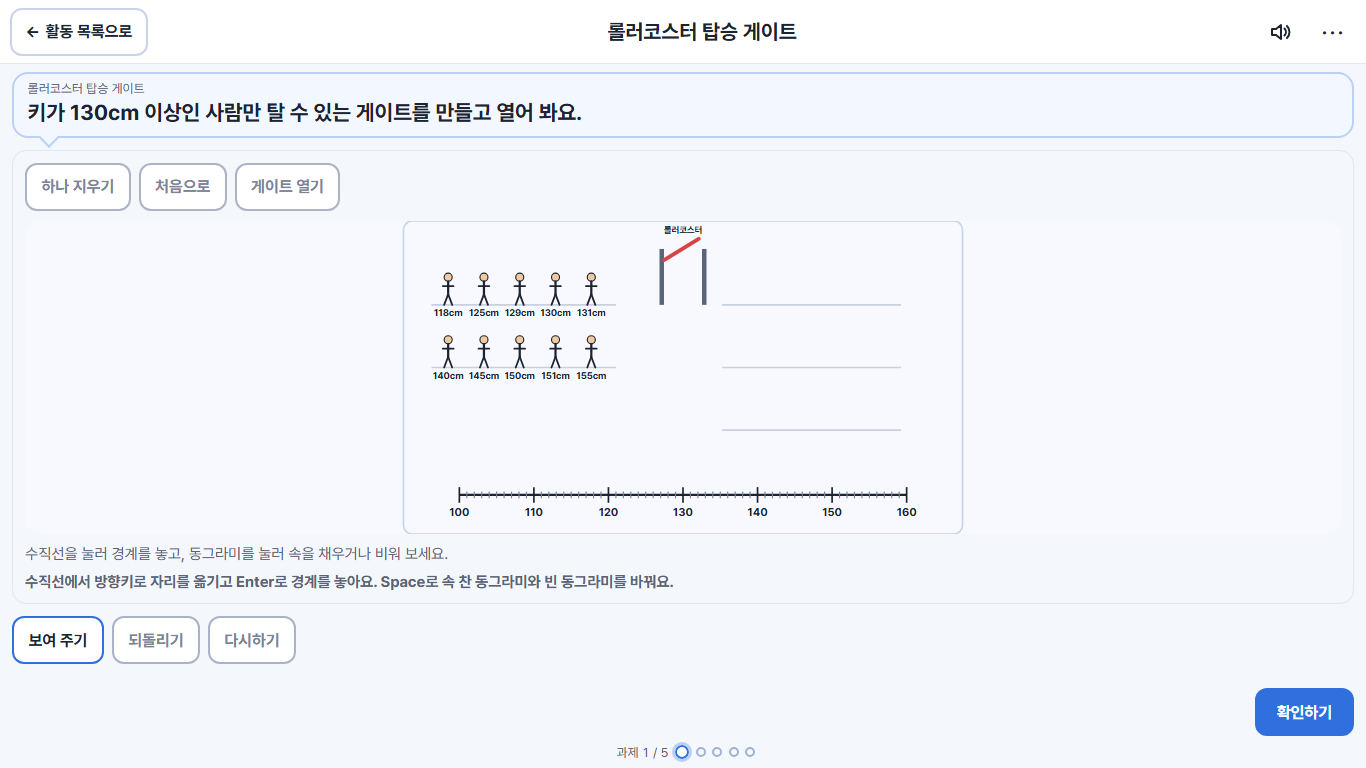 ← 활동 목록으로
롤러코스터 탑승 게이트
롤러코스터 탑승 게이트
키가 130cm 이상인 사람만 탈 수 있는 게이트를 만들고 열어 봐요.
하나 지우기
처음으로
게이트 열기
롤러코스터
118cm 125cm 129cm 130cm 131cm
140cm 145cm 150cm 151cm 155cm
100 110 120 130 140 150 160
수직선을 눌러 경계를 놓고, 동그라미를 눌러 속을 채우거나 비워 보세요.
수직선에서 방향키로 자리를 옮기고 Enter로 경계를 놓아요. Space로 속 찬 동그라미와 빈 동그라미를 바꿔요.
보여 주기
되돌리기
다시하기
확인하기
과제 1 / 5